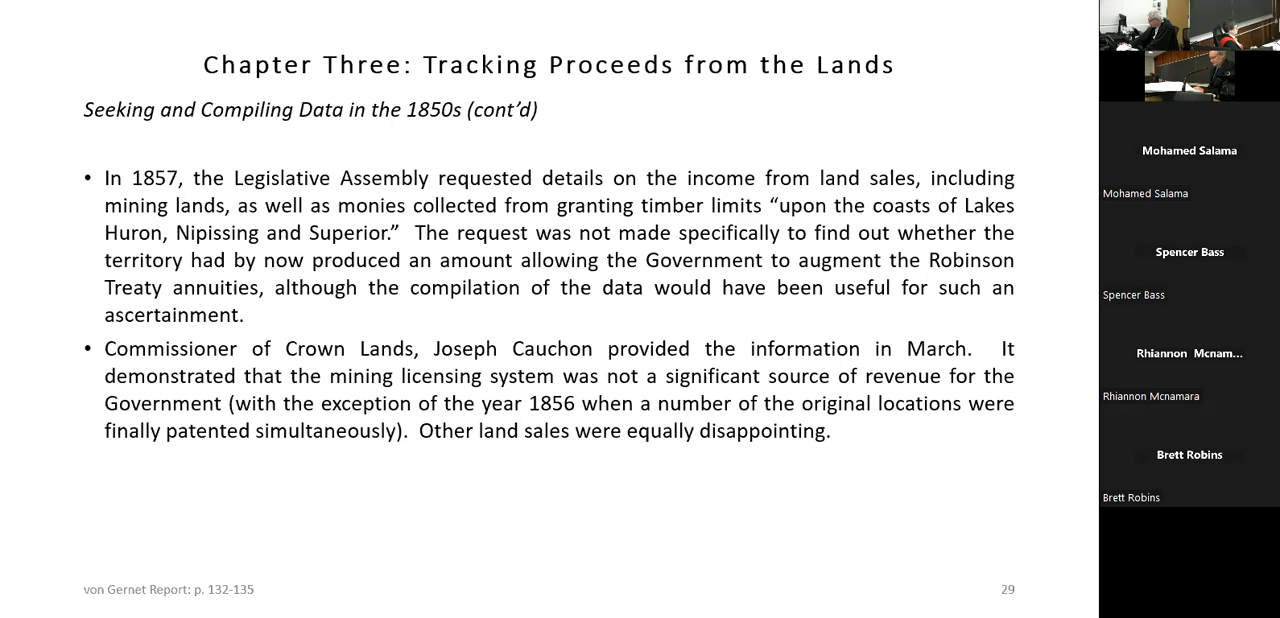 Chapter Three: Tracking Proceeds from the Lands
Seeking and Compiling Data in the 1850s (cont’d)
• In 1857, the Legislative Assembly requested details on the income from land sales, including
mining lands, as well as monies collected from granting timber limits “upon the coasts of Lakes
Huron, Nipissing and Superior.” The request was not made specifically to find out whether the
territory had by now produced an amount allowing the Government to augment the Robinson
Treaty annuities, although the compilation of the data would have been useful for such an
ascertainment.
• Commissioner of Crown Lands, Joseph Cauchon provided the information in March. It
demonstrated that the mining licensing system was not a significant source of revenue for the
Government (with the exception of the year 1856 when a number of the original locations were
finally patented simultaneously). Other land sales were equally disappointing.
von Gernet Report: p. 132-135
29
Mohamed Salama
Mohamed Salama
Spencer Bass
Spencer Bass
Rhiannon Mcnam...
Rhiannon Mcnamara
Brett Robins
Brett Robins